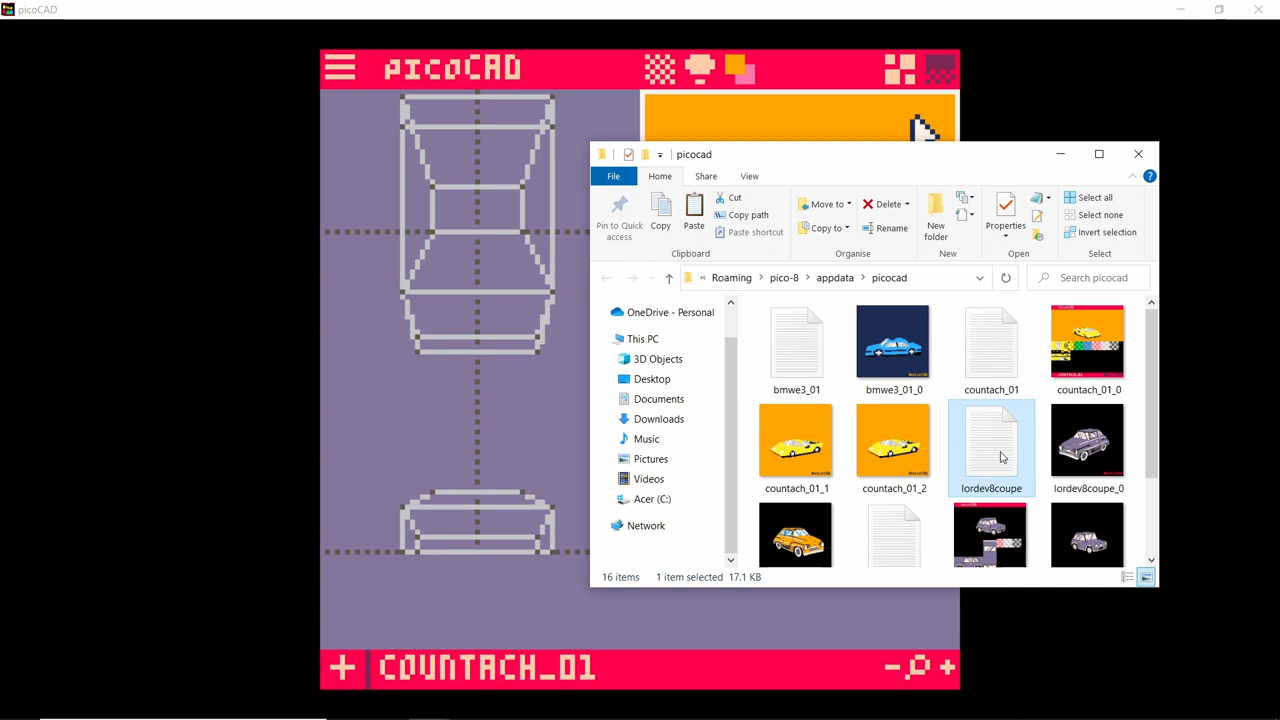 picoCAD
picoCAD
picocad
File
Home
Share
View
Pin to Quick
access
Copy
Paste
Cut
Copy path
Paste shortcut
Clipboard
Move to
Copy to
Delete
Rename
Organise
New
folder
New
Properties
Open
Select all
Select none
Invert selection
Select
« Roaming > pico-8 > appdata > picocad
Search picocad
OneDrive - Personal
This PC
3D Objects
Desktop
Documents
Downloads
Music
Pictures
Videos
Acer (C:)
Network
bmwe3_01
bmwe3_01_0
countach_01
countach_01_0
countach_01_1
countach_01_2
lordev8coupe
lordev8coupe_0
16 items
1 item selected 17.1 KB
COUNTACH_01